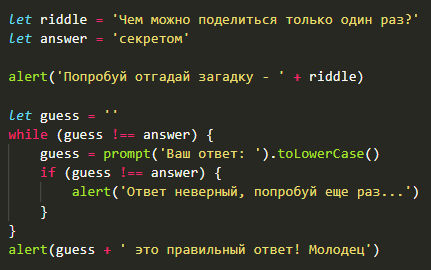 let riddle = 'Чем можно поделиться только один раз?'
let answer = 'секретом'
alert('Попробуй отгадай загадку - ' + riddle)
let guess = ''
while (guess !== answer) {
guess = prompt('Ваш ответ: ').toLowerCase()
if (guess !== answer) {
alert('Ответ неверный, попробуй еще раз...')
}
}
alert(guess + ' это правильный ответ! Молодец')